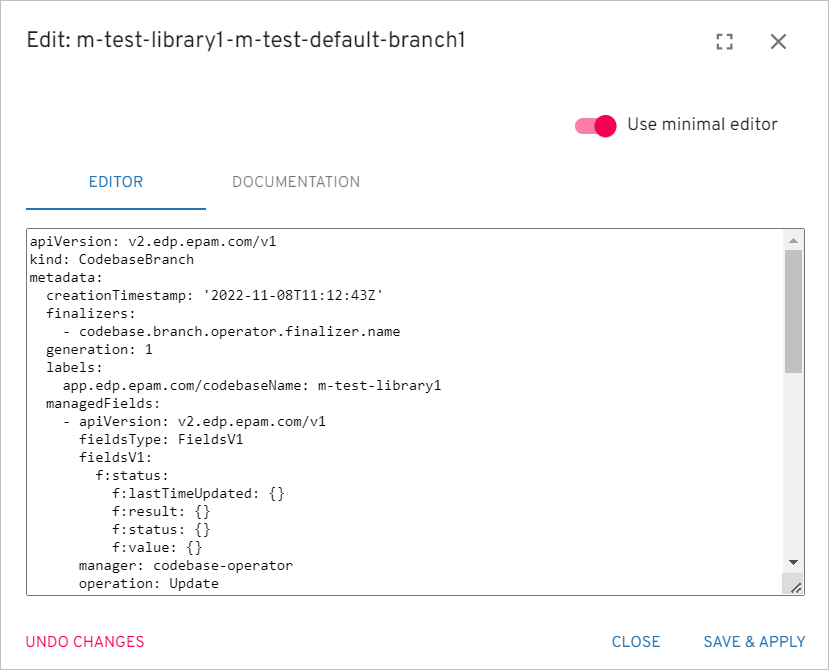 Edit: m-test-library1-m-test-default-branch1
Use minimal editor
EDITOR
DOCUMENTATION
apiVersion: v2.edp.epam.com/v1
kind: CodebaseBranch
metadata:
  creationTimestamp: '2022-11-08T11:12:43Z'
  finalizers:
    - codebase.branch.operator.finalizer.name
  generation: 1
  labels:
    app.edp.epam.com/codebaseName: m-test-library1
  managedFields:
    - apiVersion: v2.edp.epam.com/v1
      fieldsType: FieldsV1
      fieldsV1:
        f:status:
          f:lastTimeUpdated: {}
          f:result: {}
          f:status: {}
          f:value: {}
      manager: codebase-operator
      operation: Update
UNDO CHANGES
CLOSE
SAVE & APPLY